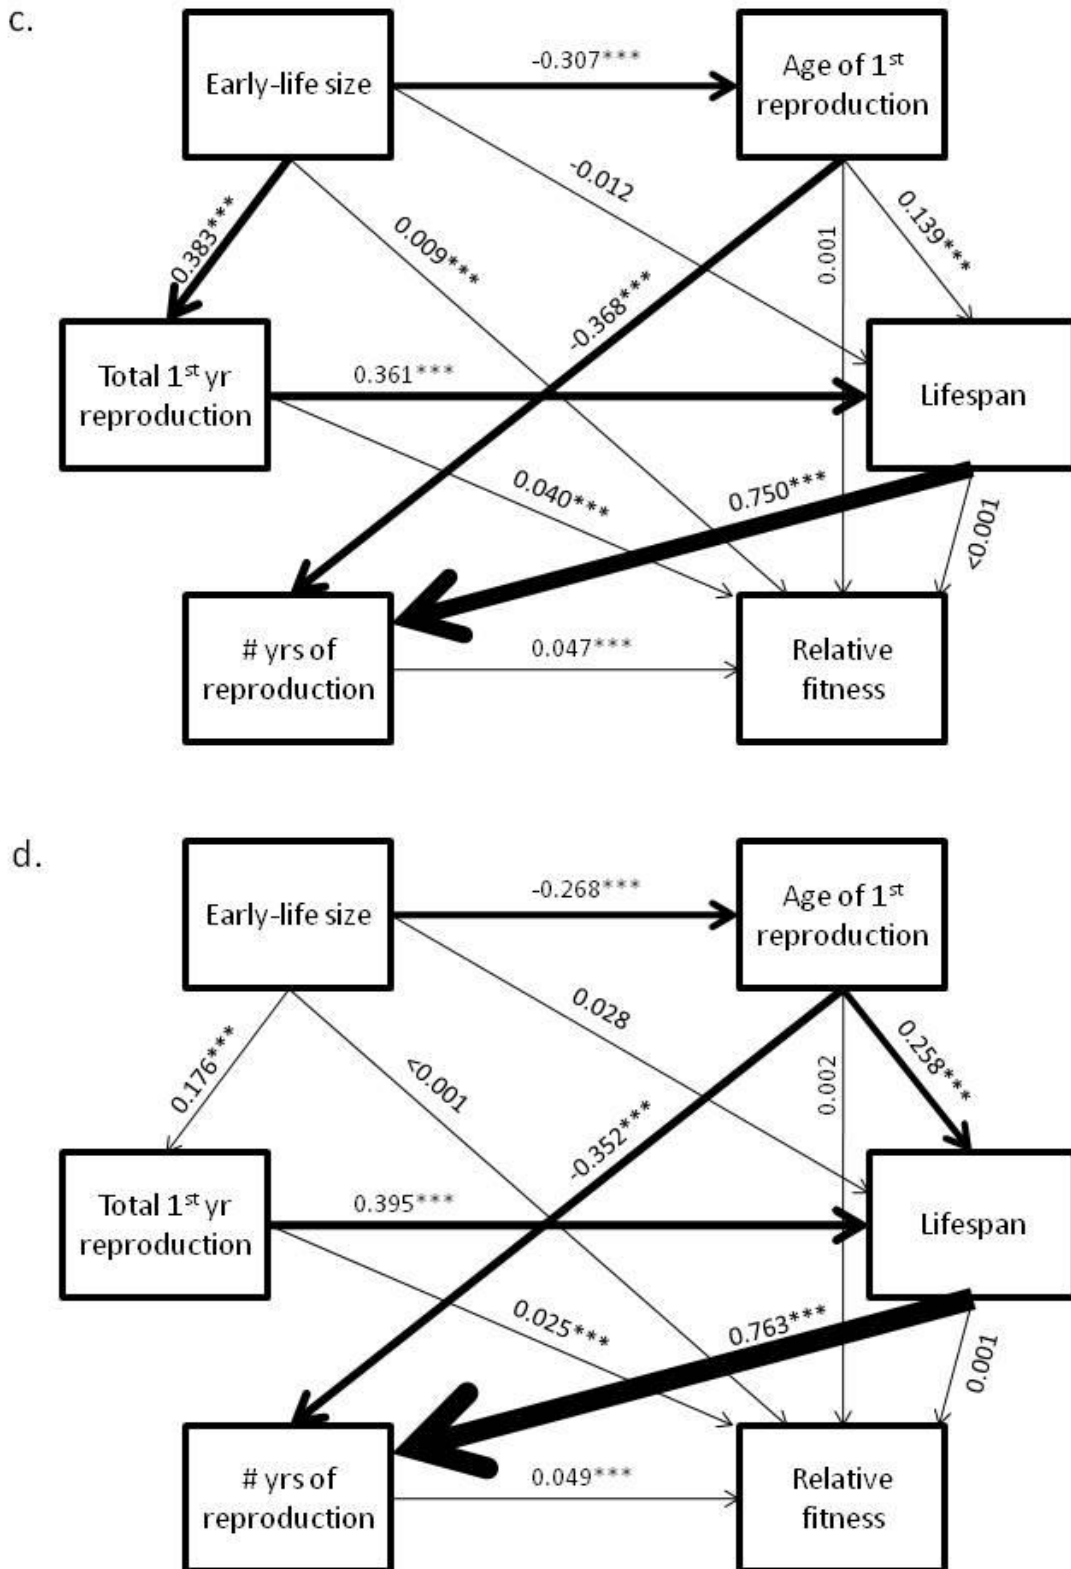 c.
Early-life size
-0.307***
Age of 1st
reproduction
-0.012
0.383***
0.009***
0.001
0.139***
-0.368***
Total 1st yr
reproduction
0.361***
Lifespan
0.040***
0.750***
<0.001
# yrs of
reproduction
0.047***
Relative
fitness
d.
Early-life size
-0.268***
Age of 1st
reproduction
0.028
0.176***
<0.001
0.002
0.258***
-0.352***
Total 1st yr
reproduction
0.395***
Lifespan
0.025***
0.763***
0.001
# yrs of
reproduction
0.049***
Relative
fitness